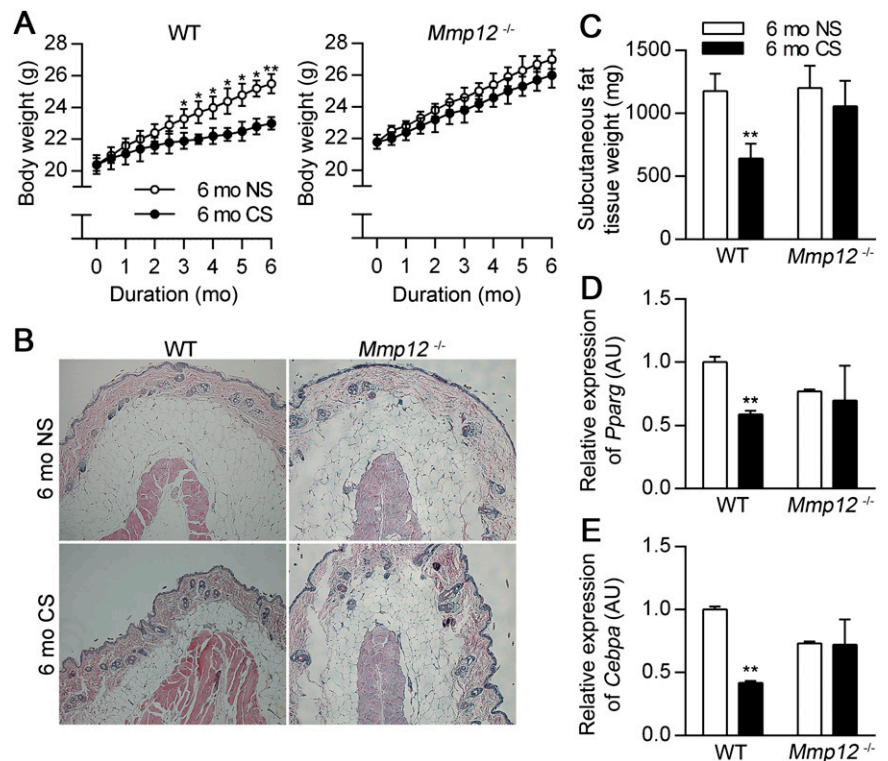 A
WT
Mmp12 -/-
Body weight (g)
28
26
24
22
20
* * * * * * **
6 mo NS
6 mo CS
0 1 2 3 4 5 6
Duration (mo)
Body weight (g)
28
26
24
22
20
0 1 2 3 4 5 6
Duration (mo)
B
WT
Mmp12 -/-
6 mo NS
6 mo CS
C
6 mo NS
6 mo CS
Subcutaneous fat
tissue weight (mg)
1500
1000
500
0
**
WT
Mmp12 -/-
D
Relative expression
of Pparg (AU)
1.5
1.0
0.5
0.0
**
WT
Mmp12 -/-
E
Relative expression
of Cebpa (AU)
1.5
1.0
0.5
0.0
**
WT
Mmp12 -/-